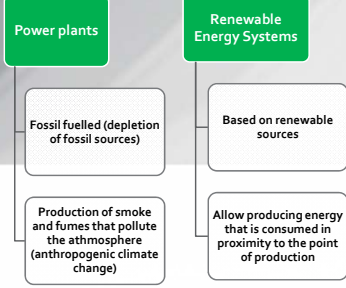 Power plants
Fossil fuelled (depletion
of fossil sources)
Production of smoke
and fumes that pollute
the athmosphere
(anthropogenic climate
change)
Renewable
Energy Systems
Based on renewable
sources
Allow producing energy
that is consumed in
proximity to the point
of production